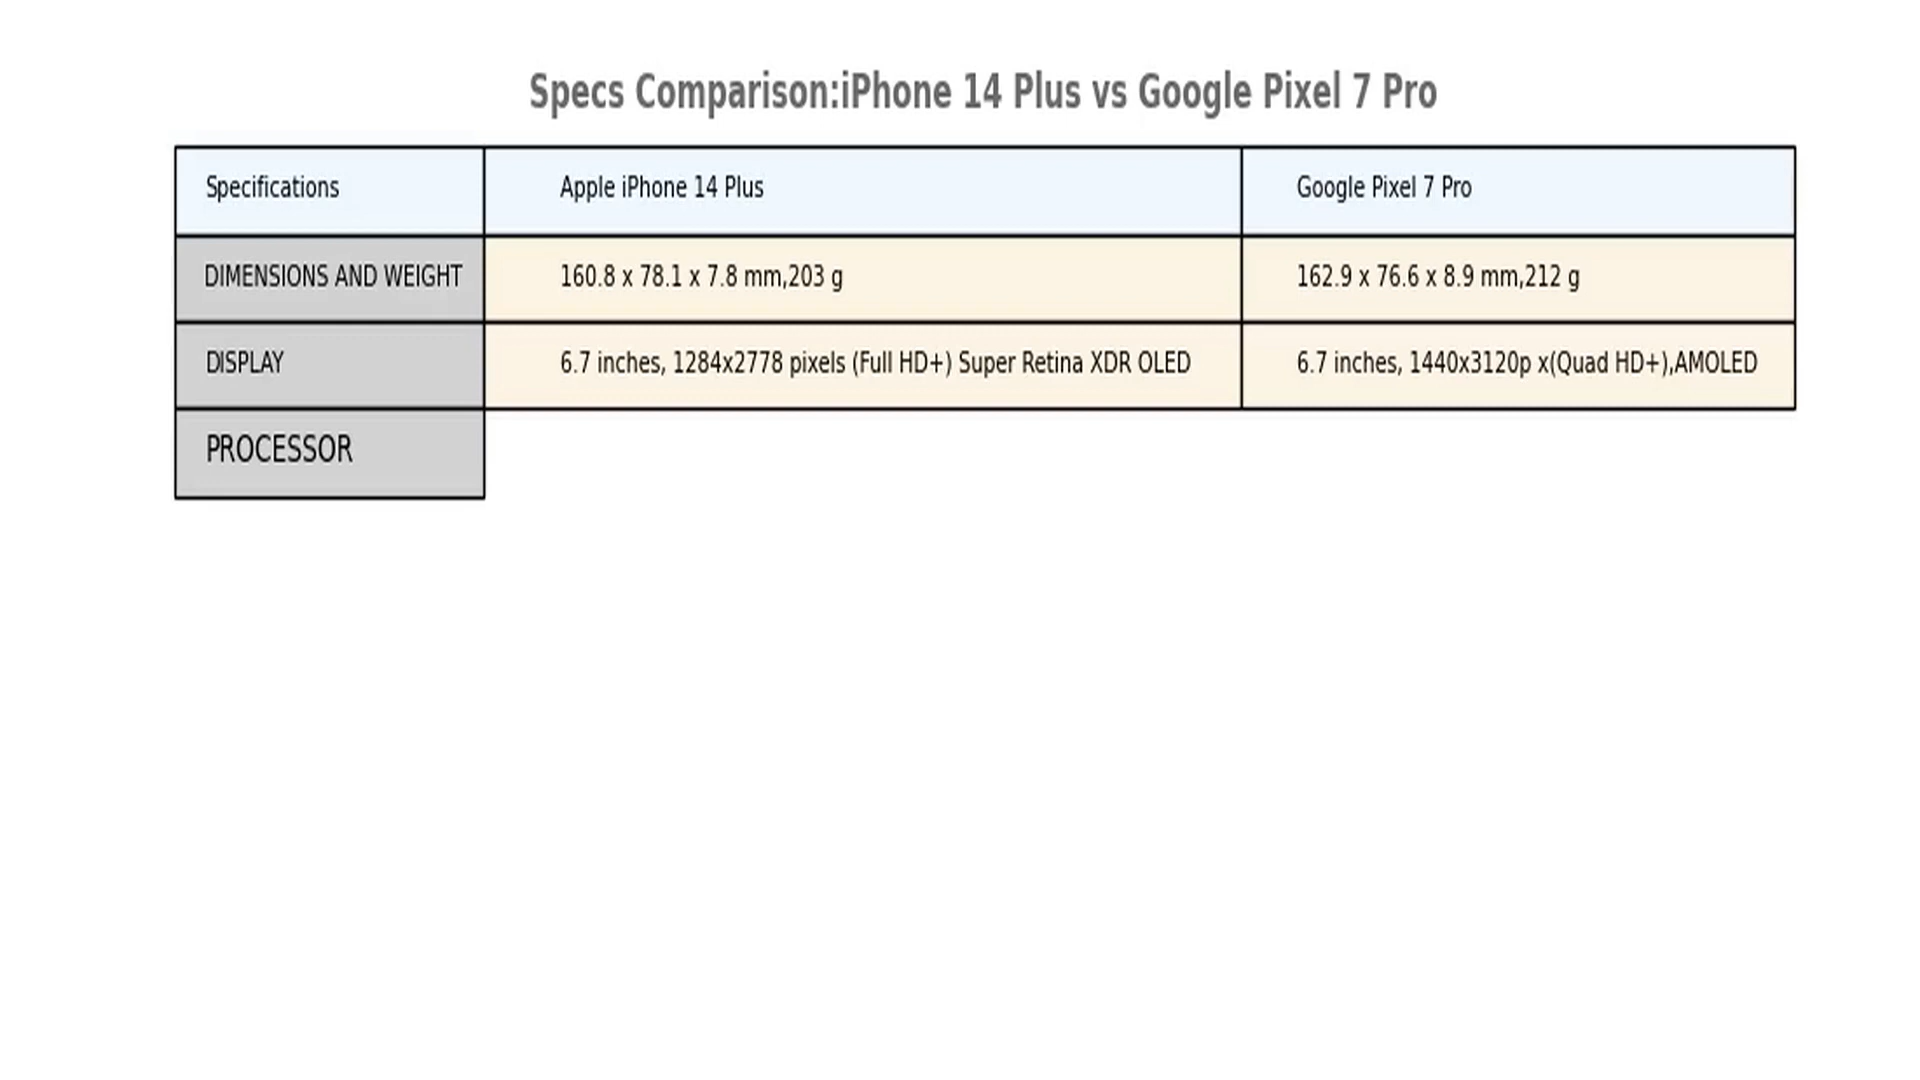 Specs Comparison:iPhone 14 Plus vs Google Pixel 7 Pro
Specifications Apple iPhone 14 Plus Google Pixel 7 Pro
DIMENSIONS AND WEIGHT 160.8 x 78.1 x 7.8 mm,203 g 162.9 x 76.6 x 8.9 mm,212 g
DISPLAY 6.7 inches, 1284x2778 pixels (Full HD+) Super Retina XDR OLED 6.7 inches, 1440x3120p x(Quad HD+),AMOLED
PROCESSOR